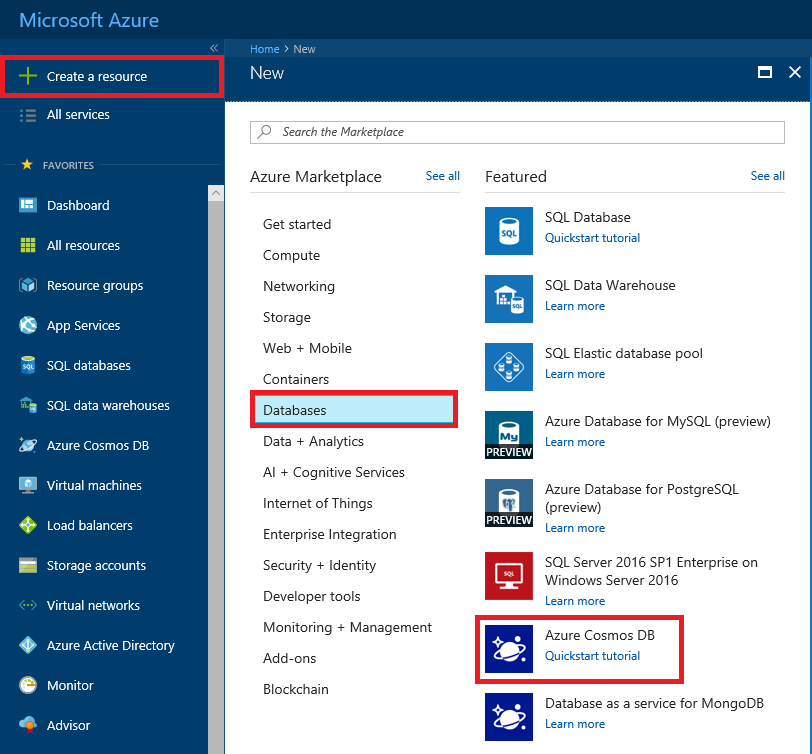 Microsoft Azure
«
Create a resource
All services
FAVORITES
Dashboard
All resources
Resource groups
App Services
SQL databases
SQL data warehouses
Azure Cosmos DB
Virtual machines
Load balancers
Storage accounts
Virtual networks
Azure Active Directory
Monitor
Advisor
Home > New
New
Search the Marketplace
Azure Marketplace See all
Get started
Compute
Networking
Storage
Web + Mobile
Containers
Databases
Data + Analytics
AI + Cognitive Services
Internet of Things
Enterprise Integration
Security + Identity
Developer tools
Monitoring + Management
Add-ons
Blockchain
Featured See all
SQL
SQL Database
Quickstart tutorial
SQL Data Warehouse
Learn more
SQL Elastic database pool
Learn more
My
PREVIEW
Azure Database for MySQL (preview)
Learn more
PREVIEW
Azure Database for PostgreSQL
(preview)
Learn more
SQL
SQL Server 2016 SP1 Enterprise on
Windows Server 2016
Learn more
Azure Cosmos DB
Quickstart tutorial
Database as a service for MongoDB
Learn more